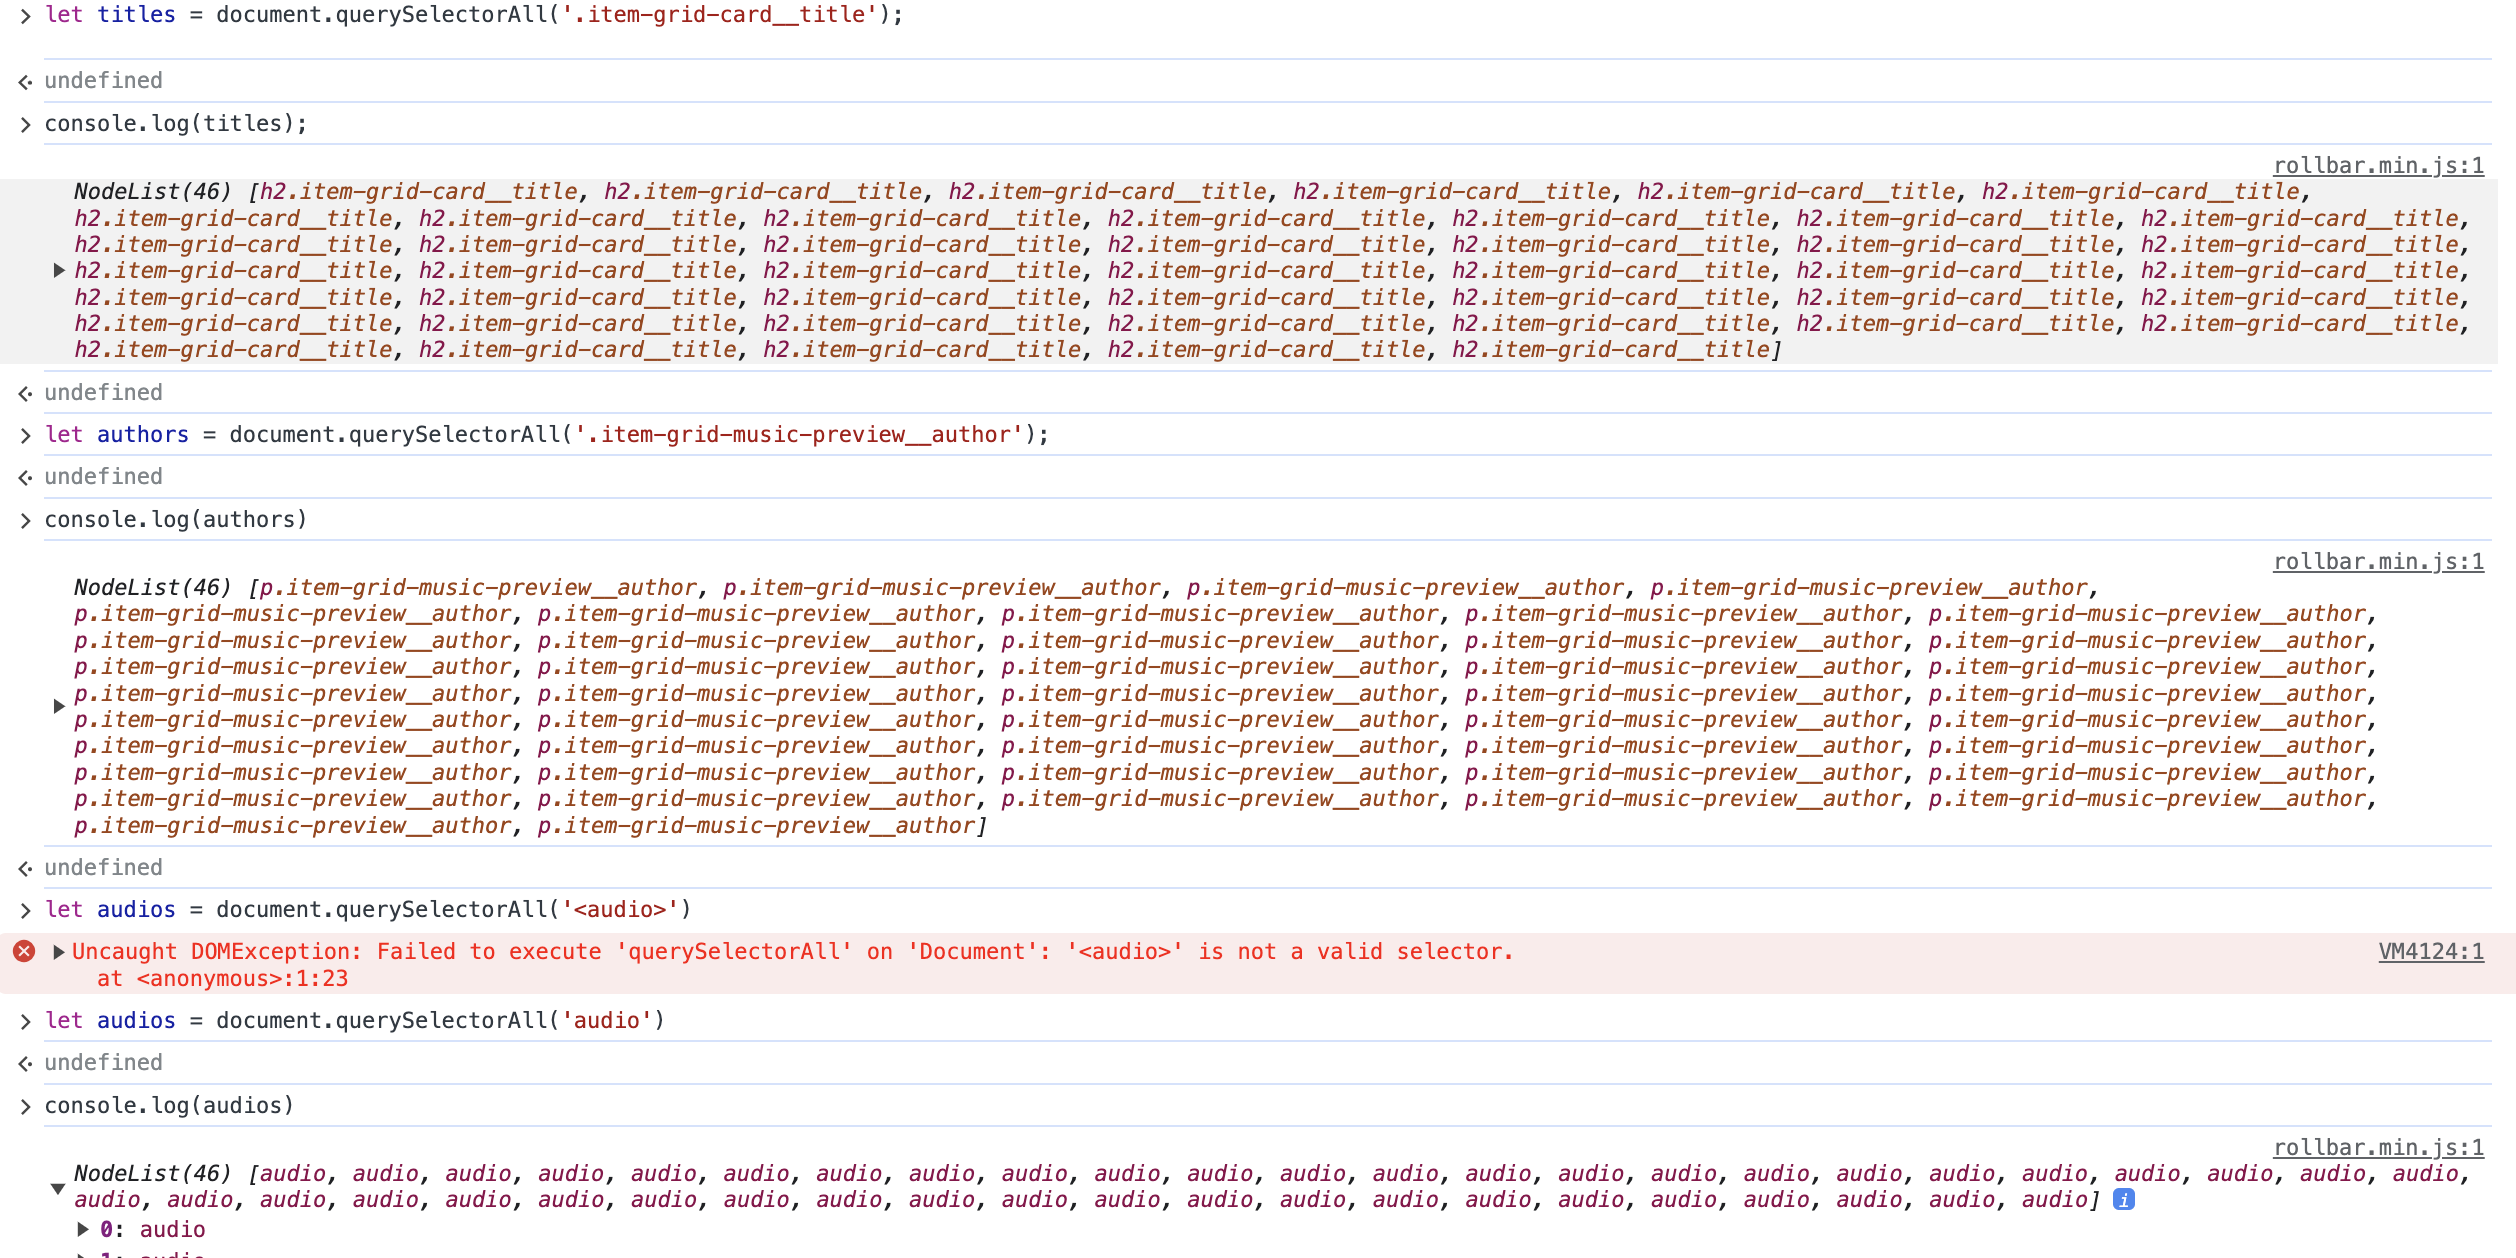 let titles = document.querySelectorAll('.item-grid-card__title');
undefined
console.log(titles);
rollbar.min.js:1
NodeList(46) [h2.item-grid-card__title, h2.item-grid-card__title, h2.item-grid-card__title, h2.item-grid-card__title, h2.item-grid-card__title, h2.item-grid-card__title,
h2.item-grid-card__title, h2.item-grid-card__title, h2.item-grid-card__title, h2.item-grid-card__title, h2.item-grid-card__title, h2.item-grid-card__title, h2.item-grid-card__title,
h2.item-grid-card__title, h2.item-grid-card__title, h2.item-grid-card__title, h2.item-grid-card__title, h2.item-grid-card__title, h2.item-grid-card__title, h2.item-grid-card__title,
h2.item-grid-card__title, h2.item-grid-card__title, h2.item-grid-card__title, h2.item-grid-card__title, h2.item-grid-card__title, h2.item-grid-card__title, h2.item-grid-card__title,
h2.item-grid-card__title, h2.item-grid-card__title, h2.item-grid-card__title, h2.item-grid-card__title, h2.item-grid-card__title, h2.item-grid-card__title, h2.item-grid-card__title,
h2.item-grid-card__title, h2.item-grid-card__title, h2.item-grid-card__title, h2.item-grid-card__title, h2.item-grid-card__title, h2.item-grid-card__title, h2.item-grid-card__title,
h2.item-grid-card__title, h2.item-grid-card__title, h2.item-grid-card__title, h2.item-grid-card__title, h2.item-grid-card__title]
undefined
let authors = document.querySelectorAll('.item-grid-music-preview__author');
undefined
console.log(authors)
rollbar.min.js:1
NodeList(46) [p.item-grid-music-preview__author, p.item-grid-music-preview__author, p.item-grid-music-preview__author, p.item-grid-music-preview__author,
p.item-grid-music-preview__author, p.item-grid-music-preview__author, p.item-grid-music-preview__author, p.item-grid-music-preview__author, p.item-grid-music-preview__author,
p.item-grid-music-preview__author, p.item-grid-music-preview__author, p.item-grid-music-preview__author, p.item-grid-music-preview__author, p.item-grid-music-preview__author,
p.item-grid-music-preview__author, p.item-grid-music-preview__author, p.item-grid-music-preview__author, p.item-grid-music-preview__author, p.item-grid-music-preview__author,
p.item-grid-music-preview__author, p.item-grid-music-preview__author, p.item-grid-music-preview__author, p.item-grid-music-preview__author, p.item-grid-music-preview__author,
p.item-grid-music-preview__author, p.item-grid-music-preview__author, p.item-grid-music-preview__author, p.item-grid-music-preview__author, p.item-grid-music-preview__author,
p.item-grid-music-preview__author, p.item-grid-music-preview__author, p.item-grid-music-preview__author, p.item-grid-music-preview__author, p.item-grid-music-preview__author,
p.item-grid-music-preview__author, p.item-grid-music-preview__author, p.item-grid-music-preview__author, p.item-grid-music-preview__author, p.item-grid-music-preview__author,
p.item-grid-music-preview__author, p.item-grid-music-preview__author, p.item-grid-music-preview__author, p.item-grid-music-preview__author, p.item-grid-music-preview__author,
p.item-grid-music-preview__author, p.item-grid-music-preview__author]
undefined
let audios = document.querySelectorAll('<audio>')
Uncaught DOMException: Failed to execute 'querySelectorAll' on 'Document': '<audio>' is not a valid selector. VM4124:1
at <anonymous>:1:23
let audios = document.querySelectorAll('audio')
undefined
console.log(audios)
rollbar.min.js:1
NodeList(46) [audio, audio, audio, audio, audio, audio, audio, audio, audio, audio, audio, audio, audio, audio, audio, audio, audio, audio, audio, audio, audio, audio, audio, audio,
audio, audio, audio, audio, audio, audio, audio, audio, audio, audio, audio, audio, audio, audio, audio, audio, audio, audio, audio, audio, audio, audio] i
0: audio
1: audio